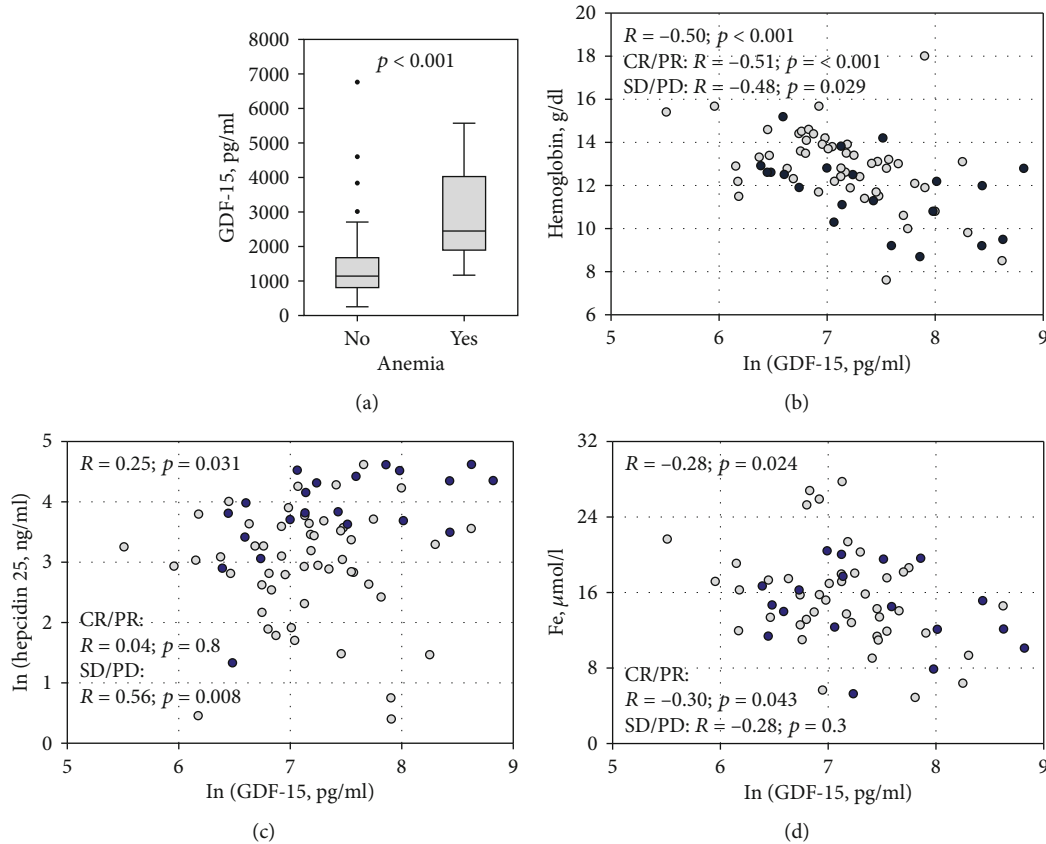 8000
7000
6000
5000
4000
3000
2000
1000
0
GDF-15, pg/ml
p < 0.001
No
Yes
Anemia
(a)
20
18
16
14
12
10
8
6
Hemoglobin, g/dl
R = –0.50; p < 0.001
CR/PR: R = –0.51; p = <0.001
SD/PD: R = –0.48; p = 0.029
5
6
7
8
9
In (GDF-15, pg/ml)
(b)
5
4
3
2
1
0
In (hepcidin 25, ng/ml)
R = 0.25; p = 0.031
CR/PR:
R = 0.04; p = 0.8
SD/PD:
R = 0.56; p = 0.008
5
6
7
8
9
In (GDF-15, pg/ml)
(c)
32
24
16
8
0
Fe, μmol/l
R = –0.28; p = 0.024
CR/PR:
R = –0.30; p = 0.043
SD/PD: R = –0.28; p = 0.3
5
6
7
8
9
In (GDF-15, pg/ml)
(d)